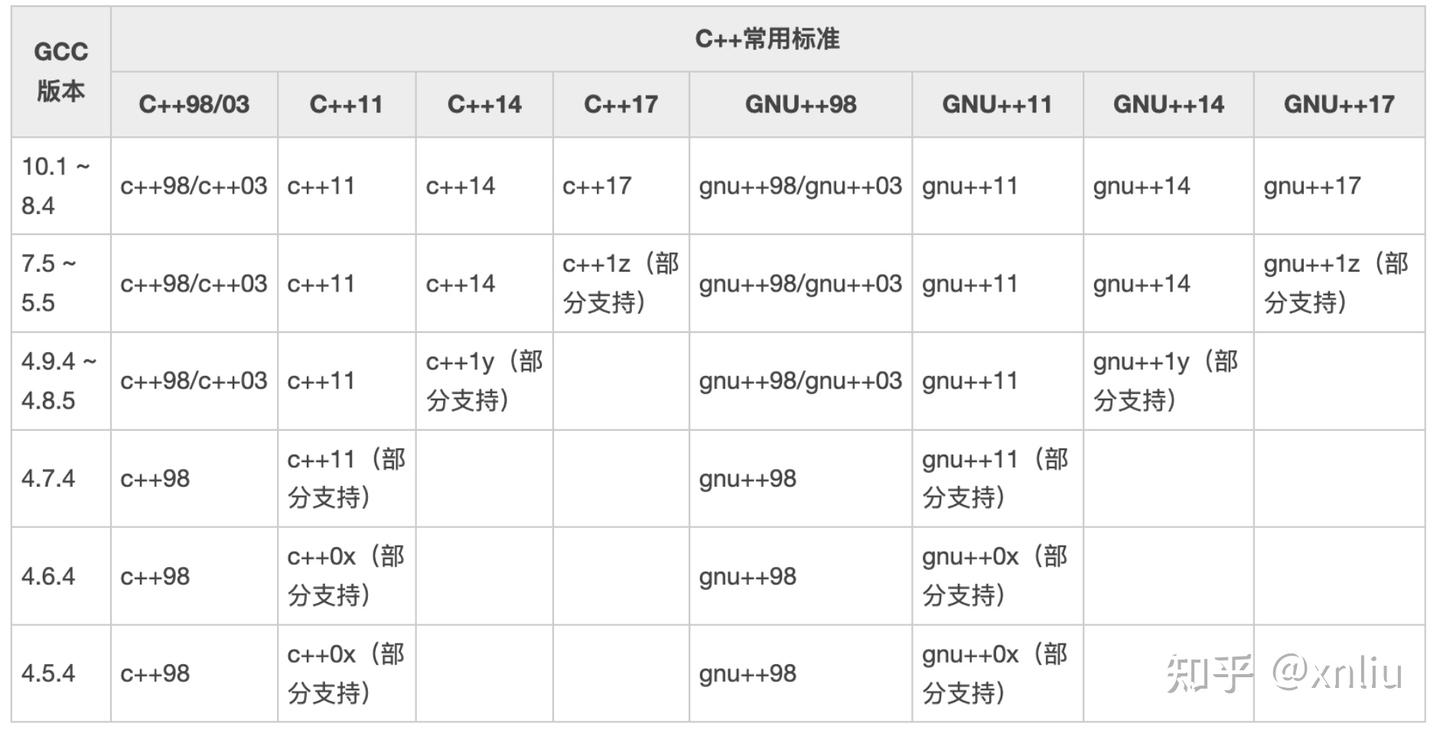 GCC
版本
C++常用标准
C++98/03 C++11 C++14 C++17 GNU++98 GNU++11 GNU++14 GNU++17
10.1 ~
8.4
c++98/c++03 c++11 c++14 c++17 gnu++98/gnu++03 gnu++11 gnu++14 gnu++17
7.5 ~
5.5
c++98/c++03 c++11 c++14
c++1z（部
分支持）
gnu++98/gnu++03 gnu++11 gnu++14
gnu++1z（部
分支持）
4.9.4 ~
4.8.5
c++98/c++03 c++11
c++1y（部
分支持）
gnu++98/gnu++03 gnu++11
gnu++1y（部
分支持）
4.7.4 c++98
c++11（部
分支持）
gnu++98
gnu++11（部
分支持）
4.6.4 c++98
c++0x（部
分支持）
gnu++98
gnu++0x（部
分支持）
4.5.4 c++98
c++0x（部
分支持）
gnu++98
gnu++0x（部
分支持）
知乎 @xnliu